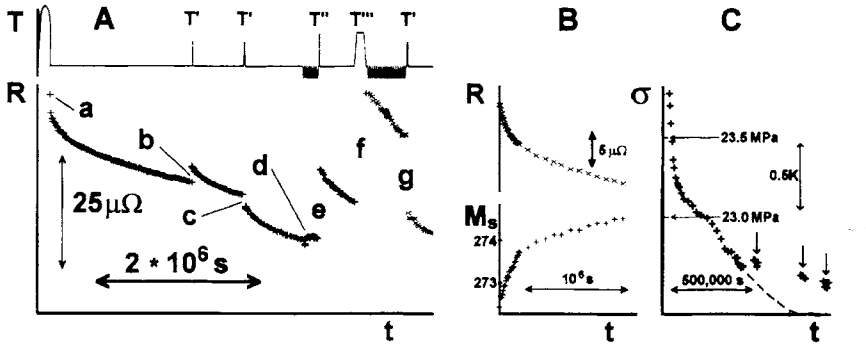 A
B
C
T
T' T' T'' T''' T'
R
a
b
c
d
e
f
g
25μΩ
2 * 10⁶ s
t
R
5 μΩ
Mₛ
274
273
10⁶ s
t
σ
23.5 MPa
0.5K
23.0 MPa
500,000 s
t